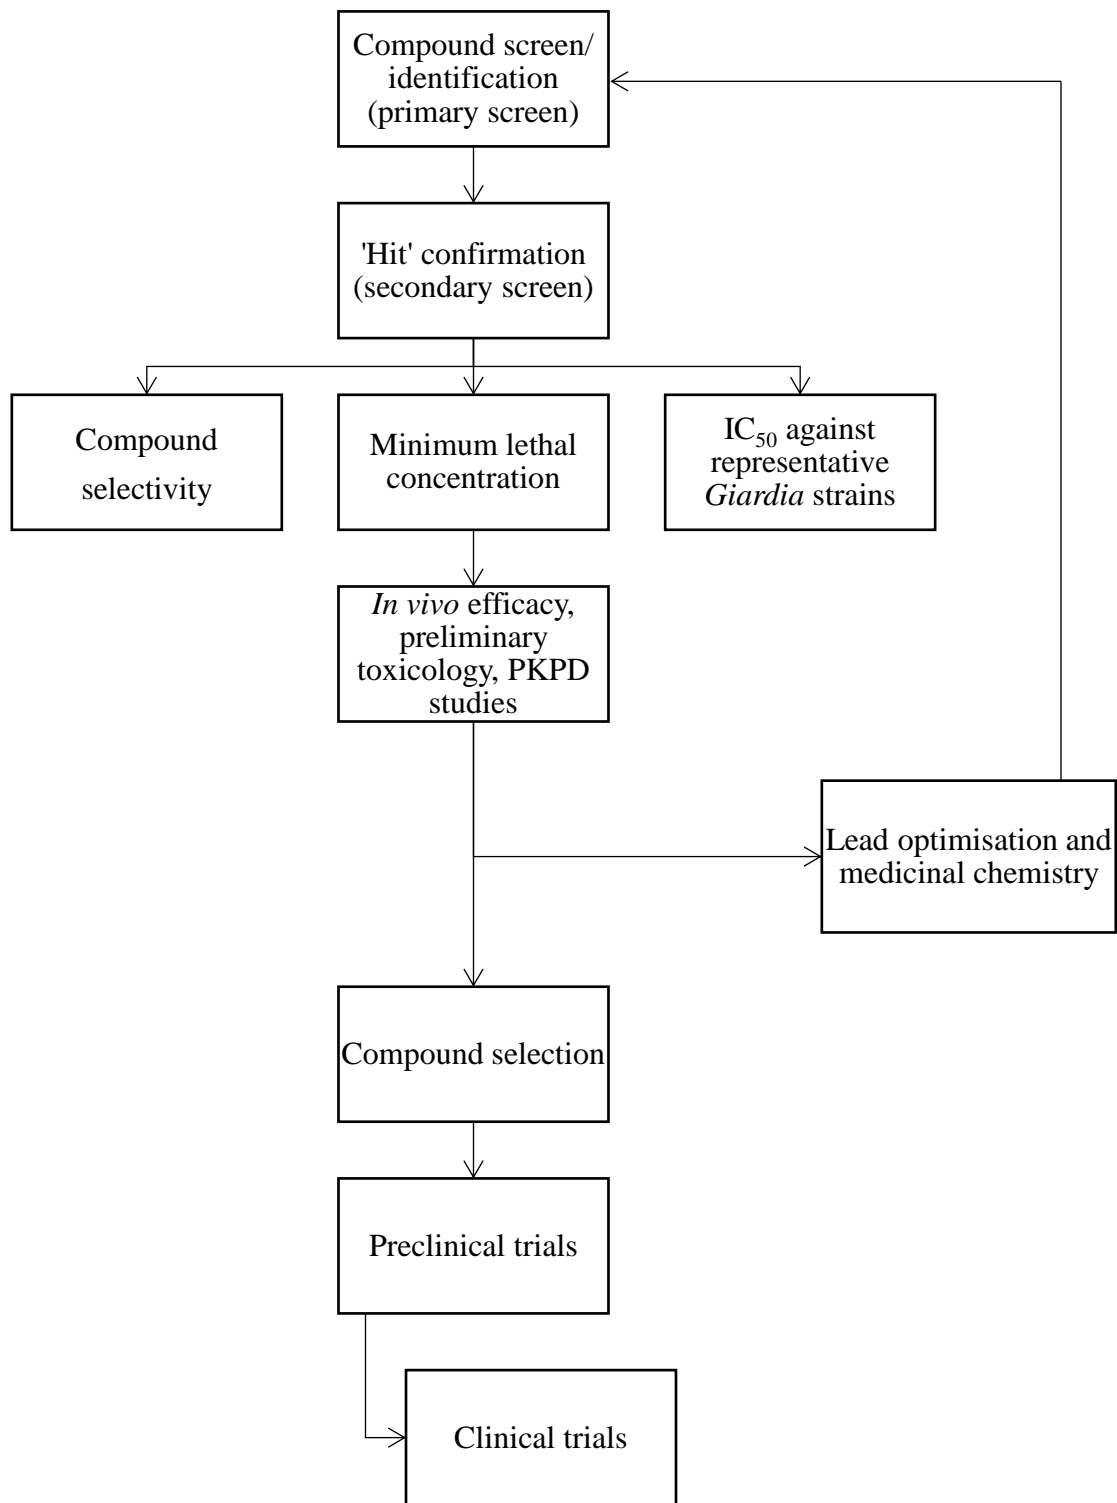 Compound screen/
identification
(primary screen)
'Hit' confirmation
(secondary screen)
Compound
selectivity
Minimum lethal
concentration
IC50 against
representative
Giardia strains
In vivo efficacy,
preliminary
toxicology, PKPD
studies
Lead optimisation and
medicinal chemistry
Compound selection
Preclinical trials
Clinical trials